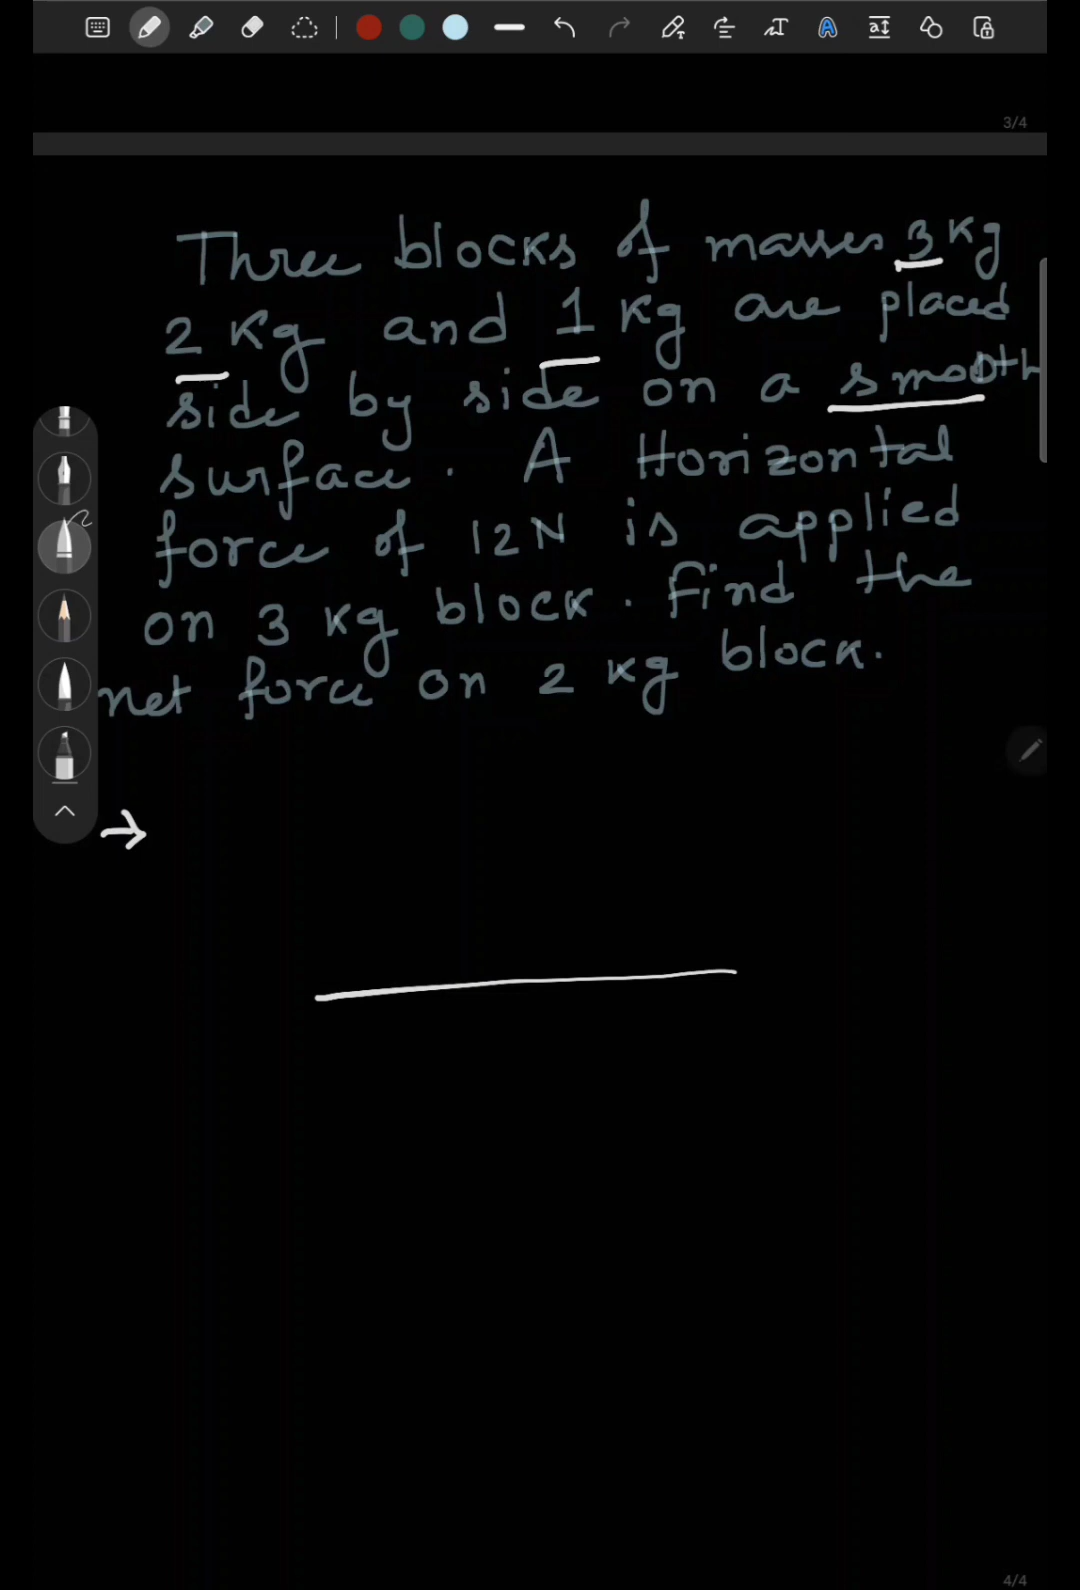 3/4
Three blocks of masses 3 Kg
2 Kg and 1 Kg are placed
side by side on a smooth
surface. A Horizontal
force of 12 N is applied
on 3 kg block. find the
net force on 2 kg block.
→
4/4